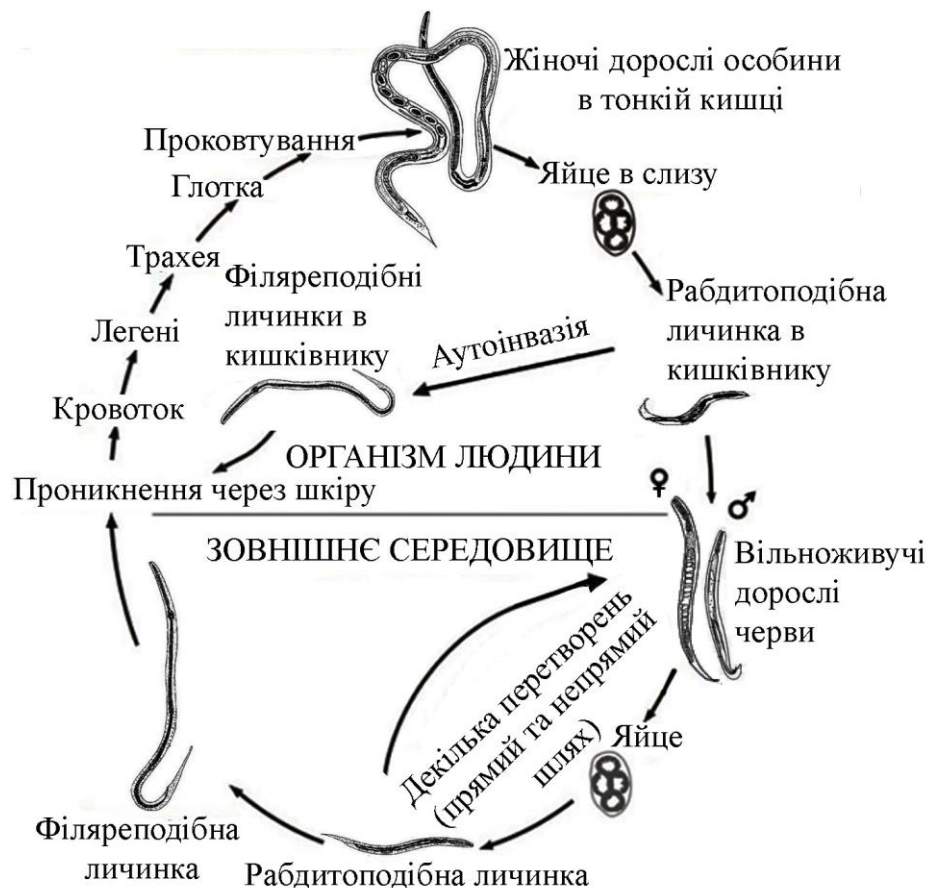 Жіночі дорослі особини
в тонкій кишці
Проковтування
Глотка
Яйце в слизу
Трахея
Філяреподібні
личинки в
кишківнику
Рабдитоподібна
личинка в
кишківнику
Легені
Аутоінвазія
Кровоток
ОРГАНІЗМ ЛЮДИНИ
Проникнення через шкіру
♀
♂
ЗОВНІШНЄ СЕРЕДОВИЩЕ
Вільноживучі
дорослі
черви
Декілька перетворень
(прямий та непрямий
шлях)
Яйце
Філяреподібна
личинка
Рабдитоподібна личинка